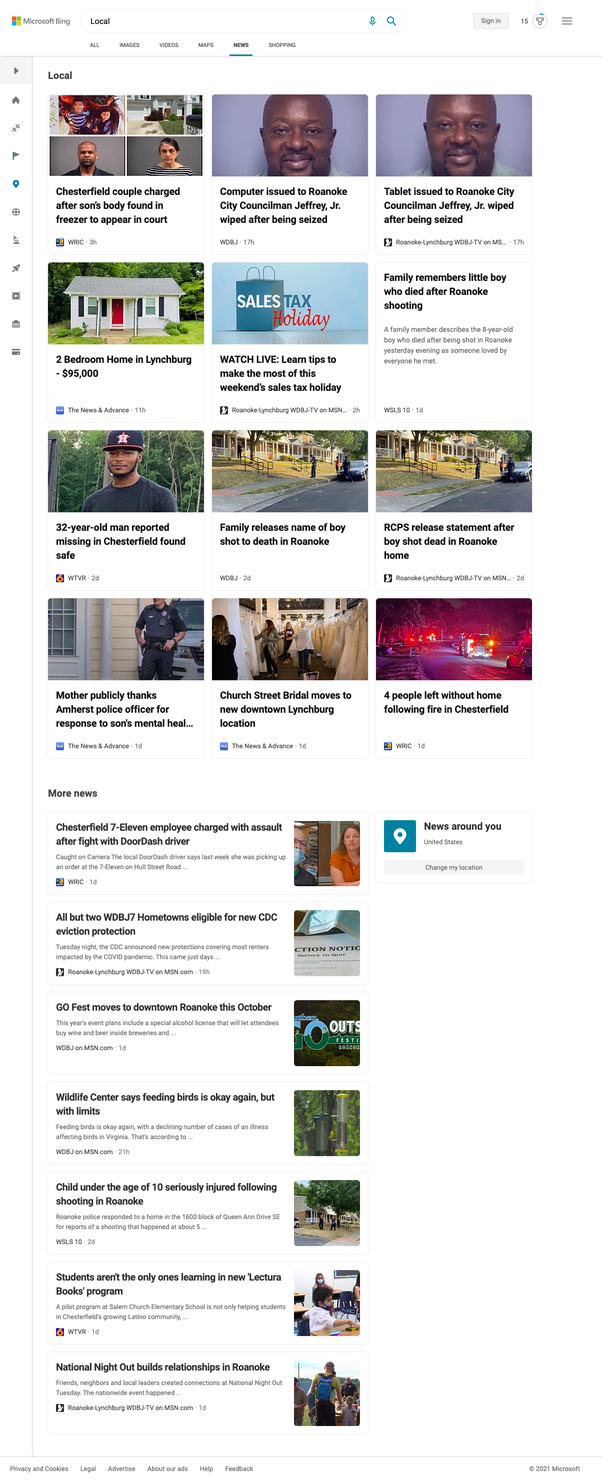 Microsoft Bing
Local
Sign in
15
ALL
IMAGES
VIDEOS
MAPS
NEWS
SHOPPING
Local
Chesterfield couple charged
after son's body found in
freezer to appear in court
WRIC · 3h
Computer issued to Roanoke
City Councilman Jeffrey, Jr.
wiped after being seized
WDBJ · 17h
Tablet issued to Roanoke City
Councilman Jeffrey, Jr. wiped
after being seized
Roanoke-Lynchburg WDBJ-TV on MS... · 17h
2 Bedroom Home in Lynchburg
- $95,000
The News & Advance · 11h
SALES TAX
Holiday
WATCH LIVE: Learn tips to
make the most of this
weekend's sales tax holiday
Roanoke-Lynchburg WDBJ-TV on MSN... · 2h
Family remembers little boy
who died after Roanoke
shooting
A family member describes the 8-year-old
boy who died after being shot in Roanoke
yesterday evening as someone loved by
everyone he met.
WSLS 10 · 1d
32-year-old man reported
missing in Chesterfield found
safe
WTVR · 2d
Family releases name of boy
shot to death in Roanoke
WDBJ · 2d
RCPS release statement after
boy shot dead in Roanoke
home
Roanoke-Lynchburg WDBJ-TV on MSN... · 2d
Mother publicly thanks
Amherst police officer for
response to son's mental heal...
The News & Advance · 1d
Church Street Bridal moves to
new downtown Lynchburg
location
The News & Advance · 1d
4 people left without home
following fire in Chesterfield
WRIC · 1d
More news
Chesterfield 7-Eleven employee charged with assault
after fight with DoorDash driver
Caught on Camera The local DoorDash driver says last week she was picking up
an order at the 7-Eleven on Hull Street Road ...
WRIC · 1d
News around you
United States
Change my location
All but two WDBJ7 Hometowns eligible for new CDC
eviction protection
Tuesday night, the CDC announced new protections covering most renters
impacted by the COVID pandemic. This came just days ...
Roanoke-Lynchburg WDBJ-TV on MSN.com · 19h
CTION NOTIC
NOTICE TO QUIT
GO Fest moves to downtown Roanoke this October
This year's event plans include a special alcohol license that will let attendees
buy wine and beer inside breweries and ...
WDBJ on MSN.com · 1d
GO OUTS
FESTI
Wildlife Center says feeding birds is okay again, but
with limits
Feeding birds is okay again, with a declining number of cases of an illness
affecting birds in Virginia. That's according to ...
WDBJ on MSN.com · 21h
Child under the age of 10 seriously injured following
shooting in Roanoke
Roanoke police responded to a home in the 1600 block of Queen Ann Drive SE
for reports of a shooting that happened at about 5 ...
WSLS 10 · 2d
Students aren't the only ones learning in new 'Lectura
Books' program
A pilot program at Salem Church Elementary School is not only helping students
in Chesterfield's growing Latino community, ...
WTVR · 1d
National Night Out builds relationships in Roanoke
Friends, neighbors and local leaders created connections at National Night Out
Tuesday. The nationwide event happened ...
Roanoke-Lynchburg WDBJ-TV on MSN.com · 1d
Privacy and Cookies
Legal
Advertise
About our ads
Help
Feedback
© 2021 Microsoft